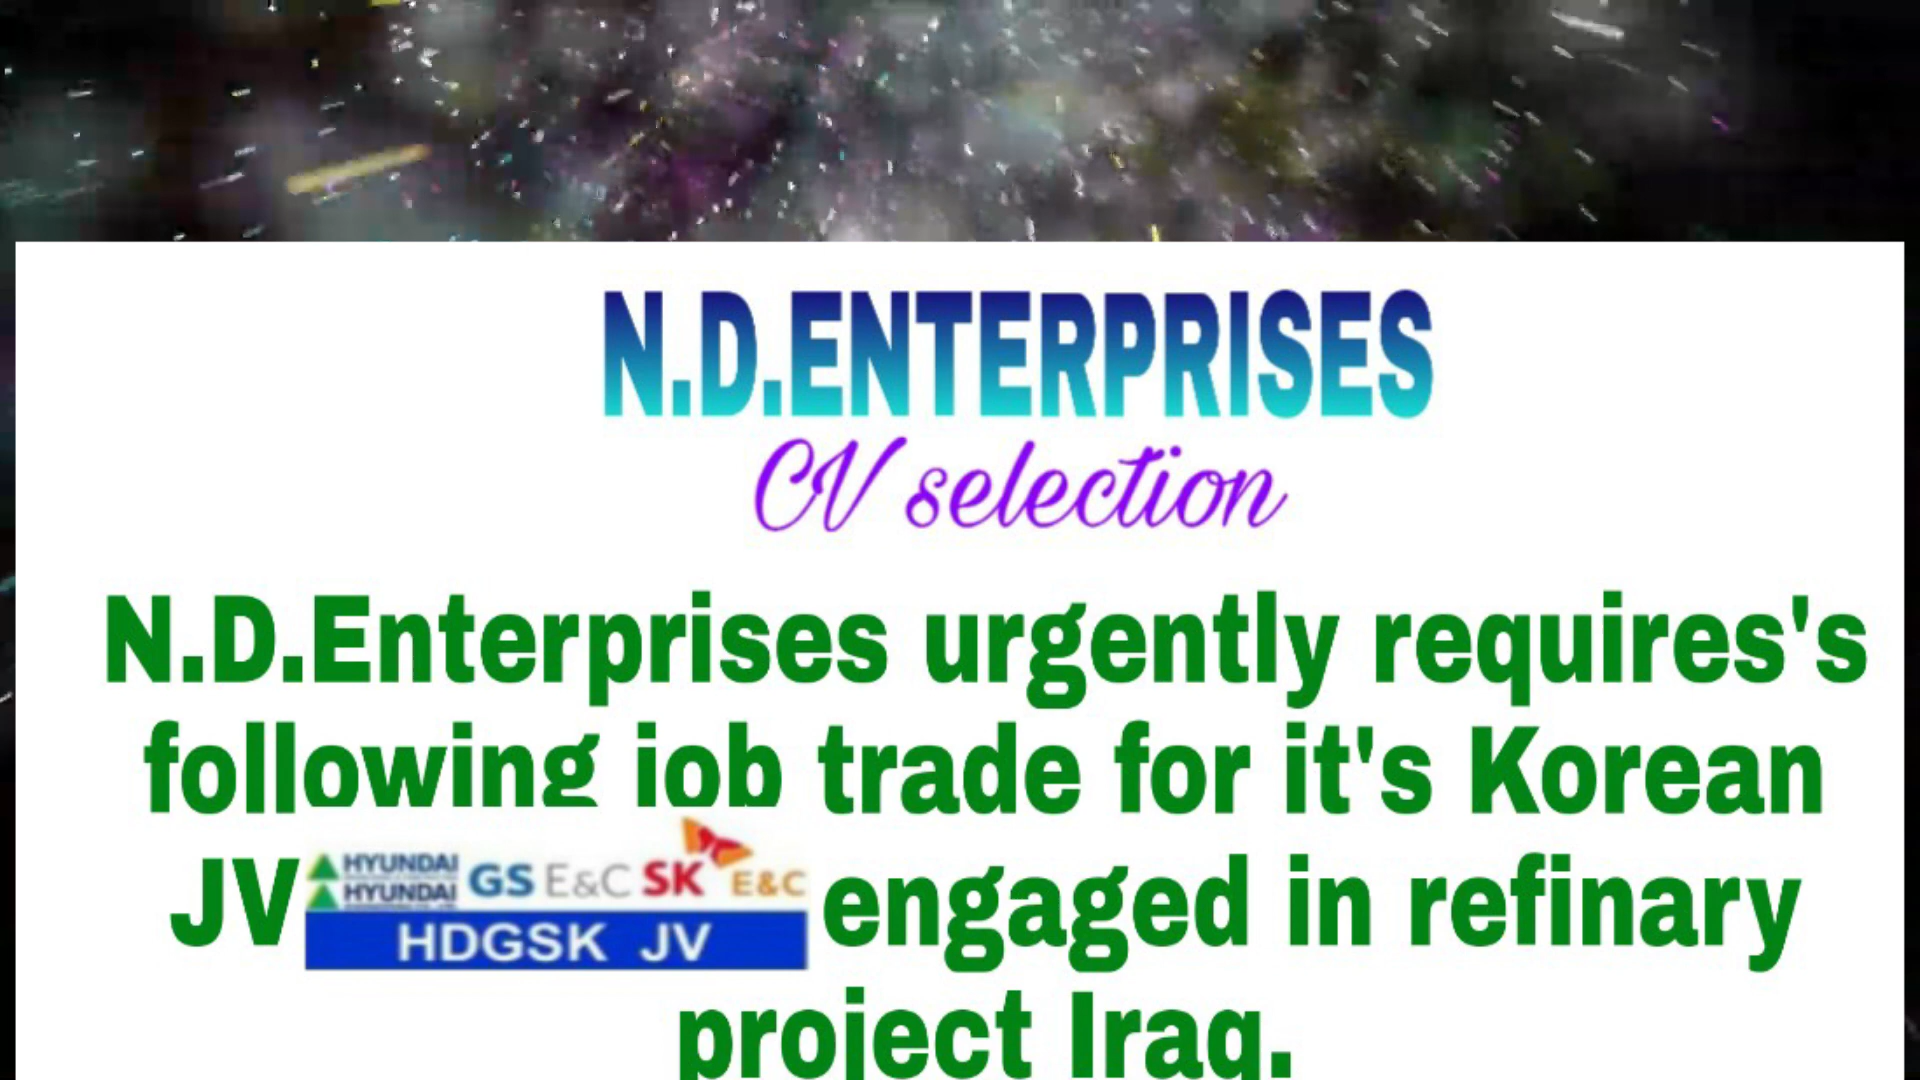 N.D.ENTERPRISES
CV selection
N.D.Enterprises urgently requires's
following job trade for it's Korean
JV HYUNDAI HYUNDAI GS E&C SK E&C HDGSK JV engaged in refinary
project Iraq.